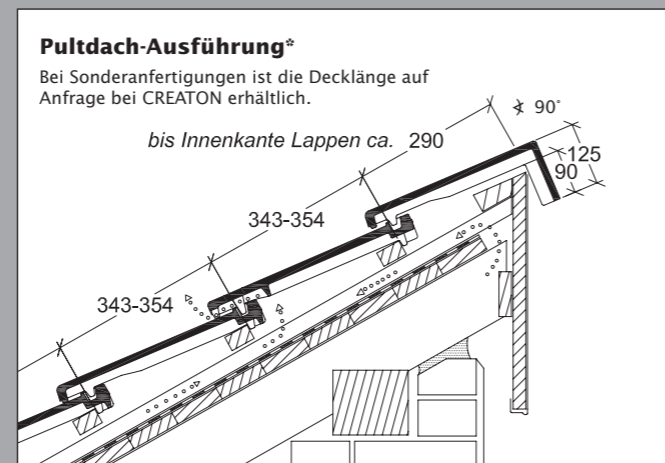 Pultdach-Ausführung*
Bei Sonderanfertigungen ist die Decklänge auf
Anfrage bei CREATON erhältlich.
∢ 90°
bis Innenkante Lappen ca. 290
125
90
343-354
343-354